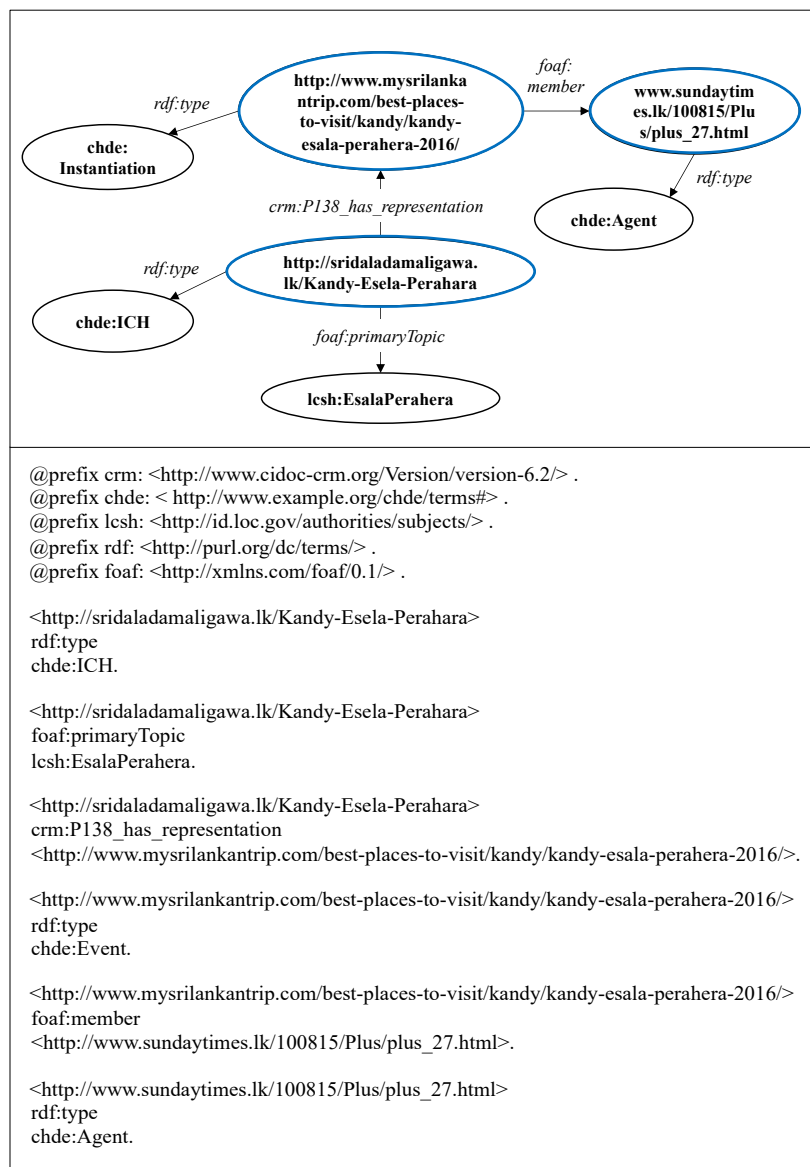 http://www.mysrilanka
ntrip.com/best-places-
to-visit/kandy/kandy-
esala-perahera-2016/
foaf:
member
www.sundaytim
es.lk/100815/Plu
s/plus_27.html
rdf:type
chde:
Instantiation
rdf:type
chde:Agent
crm:P138_has_representation
http://sridaladamaligawa.
lk/Kandy-Esela-Perahara
rdf:type
chde:ICH
foaf:primaryTopic
lcsh:EsalaPerahera
@prefix crm: <http://www.cidoc-crm.org/Version/version-6.2/> .
@prefix chde: < http://www.example.org/chde/terms#> .
@prefix lcsh: <http://id.loc.gov/authorities/subjects/> .
@prefix rdf: <http://purl.org/dc/terms/> .
@prefix foaf: <http://xmlns.com/foaf/0.1/> .
<http://sridaladamaligawa.lk/Kandy-Esela-Perahara>
rdf:type
chde:ICH.
<http://sridaladamaligawa.lk/Kandy-Esela-Perahara>
foaf:primaryTopic
lcsh:EsalaPerahera.
<http://sridaladamaligawa.lk/Kandy-Esela-Perahara>
crm:P138_has_representation
<http://www.mysrilankantrip.com/best-places-to-visit/kandy/kandy-esala-perahera-2016/>.
<http://www.mysrilankantrip.com/best-places-to-visit/kandy/kandy-esala-perahera-2016/>
rdf:type
chde:Event.
<http://www.mysrilankantrip.com/best-places-to-visit/kandy/kandy-esala-perahera-2016/>
foaf:member
<http://www.sundaytimes.lk/100815/Plus/plus_27.html>.
<http://www.sundaytimes.lk/100815/Plus/plus_27.html>
rdf:type
chde:Agent.